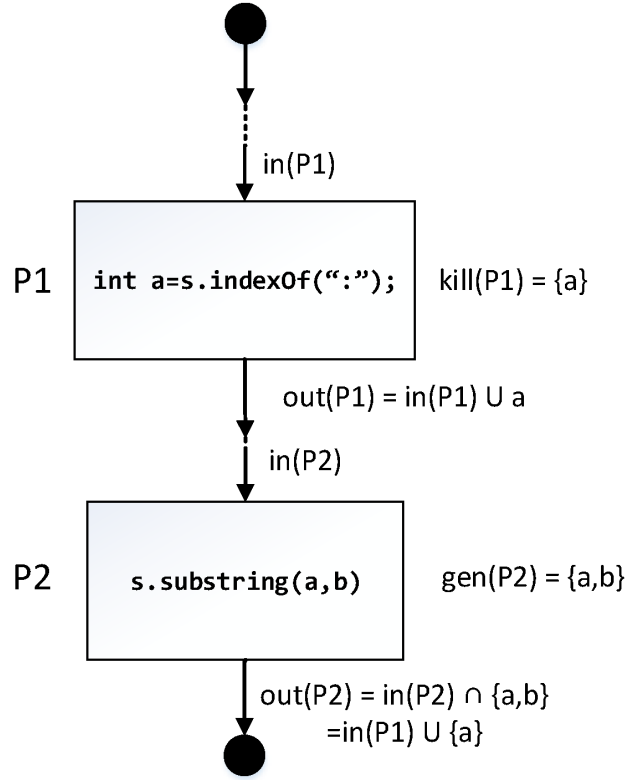 in(P1)
P1
int a=s.indexOf(“:”);
kill(P1) = {a}
out(P1) = in(P1) U a
in(P2)
P2
s.substring(a,b)
gen(P2) = {a,b}
out(P2) = in(P2) ∩ {a,b}
=in(P1) U {a}